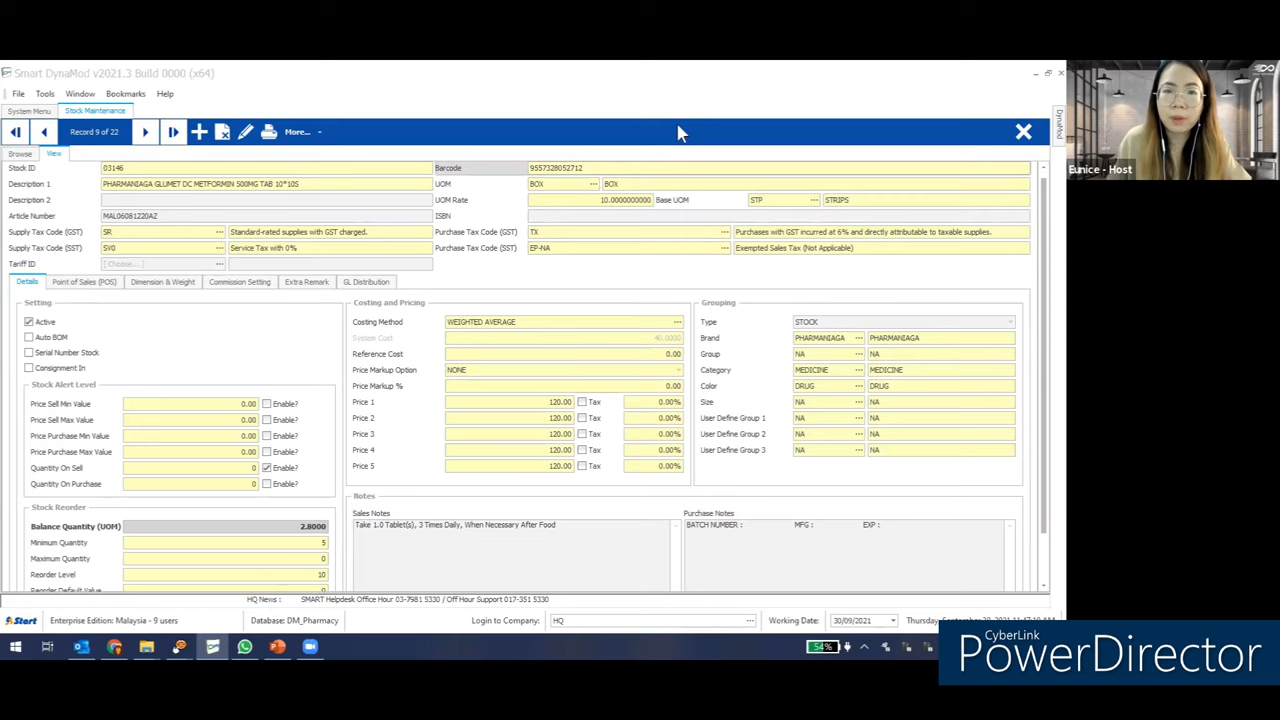 Smart DynaMod v2021.3 Build 0000 (x64)
File Tools Window Bookmarks Help
System Menu Stock Maintenance
Record 9 of 22 More...
DynaMod
Browse View
Stock ID 03146 Barcode 9557328052712
Description 1 PHARMANIAGA GLUMET DC METFORMIN 500MG TAB 10*10S UOM BOX ... BOX
Description 2 UOM Rate 10.0000000000 Base UOM STP ... STRIPS
Article Number MAL06081220AZ ISBN
Supply Tax Code (GST) SR ... Standard-rated supplies with GST charged. Purchase Tax Code (GST) TX ... Purchases with GST incurred at 6% and directly attributable to taxable supplies.
Supply Tax Code (SST) SV0 ... Service Tax with 0% Purchase Tax Code (SST) EP-NA ... Exempted Sales Tax (Not Applicable)
Tariff ID [ Choose... ] ...
Details Point of Sales (POS) Dimension & Weight Commission Setting Extra Remark GL Distribution
Setting
Active
Auto BOM
Serial Number Stock
Consignment In
Stock Alert Level
Price Sell Min Value 0.00 Enable?
Price Sell Max Value 0.00 Enable?
Price Purchase Min Value 0.00 Enable?
Price Purchase Max Value 0.00 Enable?
Quantity On Sell 0 Enable?
Quantity On Purchase 0 Enable?
Stock Reorder
Balance Quantity (UOM) 2.8000
Minimum Quantity 5
Maximum Quantity 0
Reorder Level 10
Reorder Default Value
Costing and Pricing
Costing Method WEIGHTED AVERAGE ...
System Cost 40.0000
Reference Cost 0.00
Price Markup Option NONE
Price Markup % 0.00
Price 1 120.00 Tax 0.00%
Price 2 120.00 Tax 0.00%
Price 3 120.00 Tax 0.00%
Price 4 120.00 Tax 0.00%
Price 5 120.00 Tax 0.00%
Grouping
Type STOCK
Brand PHARMANIAGA ... PHARMANIAGA
Group NA ... NA
Category MEDICINE ... MEDICINE
Color DRUG ... DRUG
Size NA ... NA
User Define Group 1 NA ... NA
User Define Group 2 NA ... NA
User Define Group 3 NA ... NA
Notes
Sales Notes
Take 1.0 Tablet(s), 3 Times Daily, When Necessary After Food
Purchase Notes
BATCH NUMBER : MFG : EXP :
HQ News : SMART Helpdesk Office Hour 03-7981 5330 / Off Hour Support 017-351 5330
Start Enterprise Edition: Malaysia - 9 users Database: DM_Pharmacy Login to Company: HQ ... Working Date: 30/09/2021
54%
Eunice - Host
CyberLink
PowerDirector